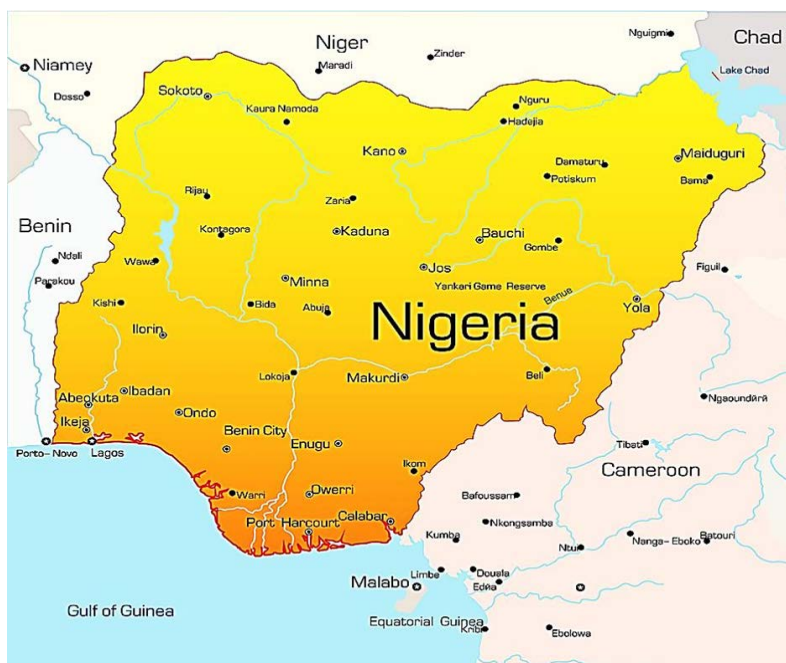 Nguigmi
Niger
Chad
Zinder
Niamey
Maradi
Lake Chad
Dosso
Sokoto
Nguru
Kaura Namoda
Hadejia
Kano
Damaturu
Maiduguri
Potiskum
Bama
Rijau
Zaria
Benin
Kontagora
Kaduna
Bauchi
Gombe
Ndali
Wawa
Jos
Figuil
Parakou
Minna
Yankari Game Reserve
Benue
Kishi
Bida
Abuja
Yola
Nigeria
Ilorin
Lokoja
Makurdi
Beli
Ibadan
Abeokuta
Ngaoundãrã
Ondo
Ikeja
Benin City
Enugu
Porto-Novo
Lagos
Tibati
Ikom
Cameroon
Warri
Owerri
Bafoussam
Port Harcourt
Calabar
Nkongsamba
Kumba
Nanga-Eboko
Batouri
Ntui
Limbe
Douala
Malabo
Gulf of Guinea
Equatorial Guinea
Kribi
Ebolowa